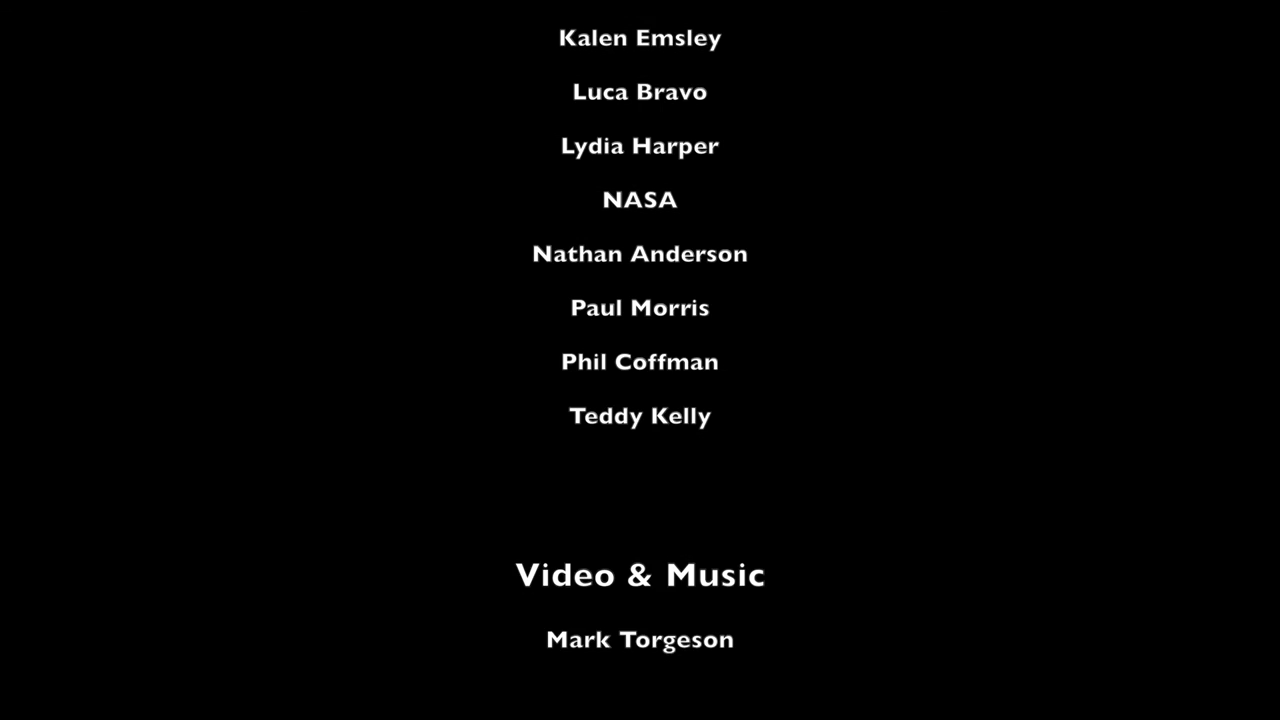 Kalen Emsley
Luca Bravo
Lydia Harper
NASA
Nathan Anderson
Paul Morris
Phil Coffman
Teddy Kelly
Video & Music
Mark Torgeson